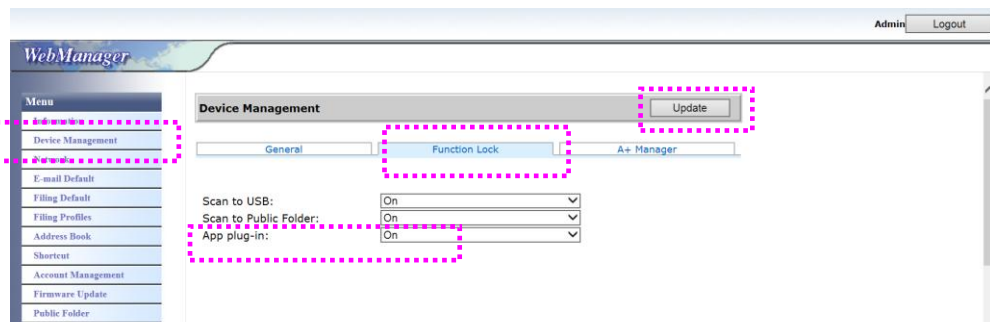 Admin Logout
WebManager
Menu
Information
Device Management
Network
E-mail Default
Filing Default
Filing Profiles
Address Book
Shortcut
Account Management
Firmware Update
Public Folder
Device Management Update
General Function Lock A+ Manager
Scan to USB: On
Scan to Public Folder: On
App plug-in: On